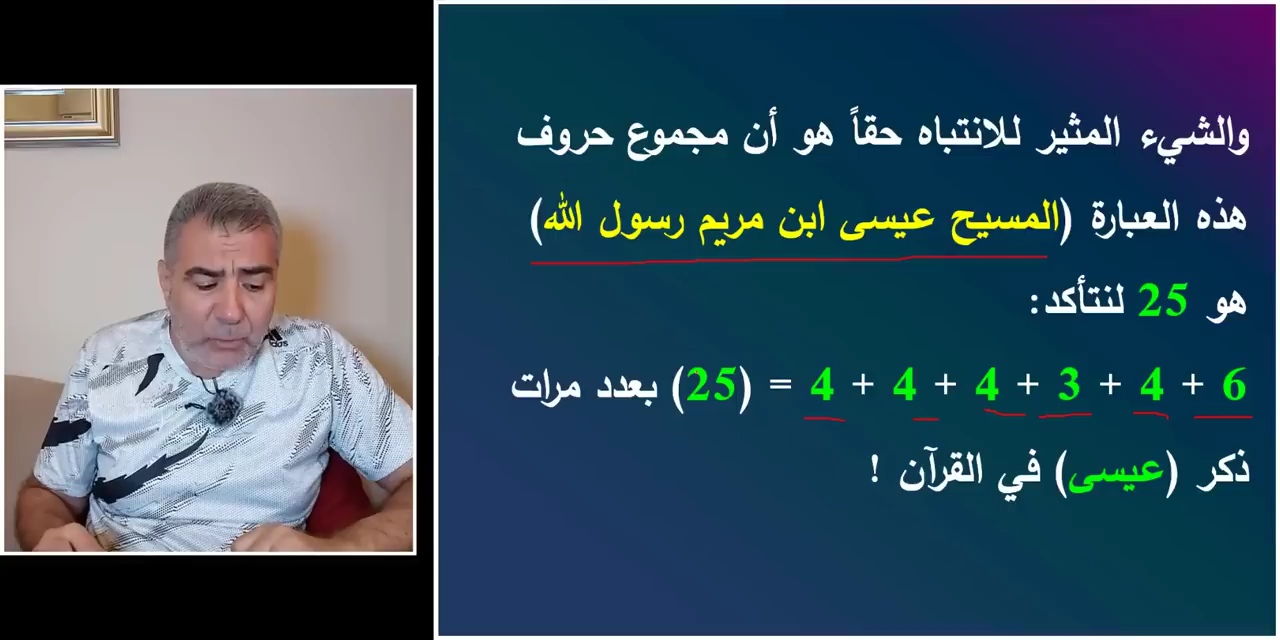 والشيء المثير للانتباه حقاً هو أن مجموع حروف
هذه العبارة (المسيح عيسى ابن مريم رسول الله)
هو 25 لنتأكد:
6 + 4 + 3 + 4 + 4 + 4 = (25) بعدد مرات
ذكر (عيسى) في القرآن !
adidas